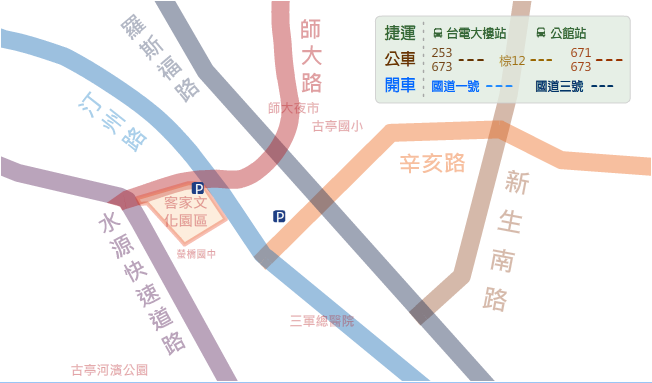 捷運 台電大樓站 公館站
公車 253 673 棕12 671 673
開車 國道一號 國道三號
羅斯福路
師大路
汀州路
師大夜市
古亭國小
辛亥路
新生南路
P
P
客家文
化園區
螢橋國中
水源快速道路
三軍總醫院
古亭河濱公園